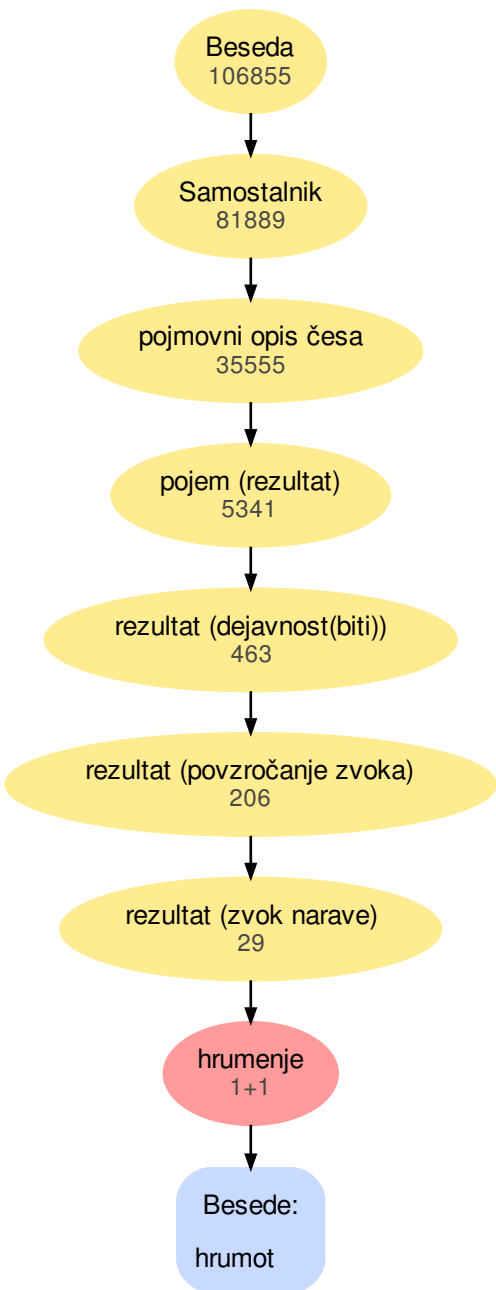 Beseda
106855
Samostalnik
81889
pojmovni opis česa
35555
pojem (rezultat)
5341
rezultat (dejavnost(biti))
463
rezultat (povzročanje zvoka)
206
rezultat (zvok narave)
29
hrumenje
1+1
Besede:
hrumot